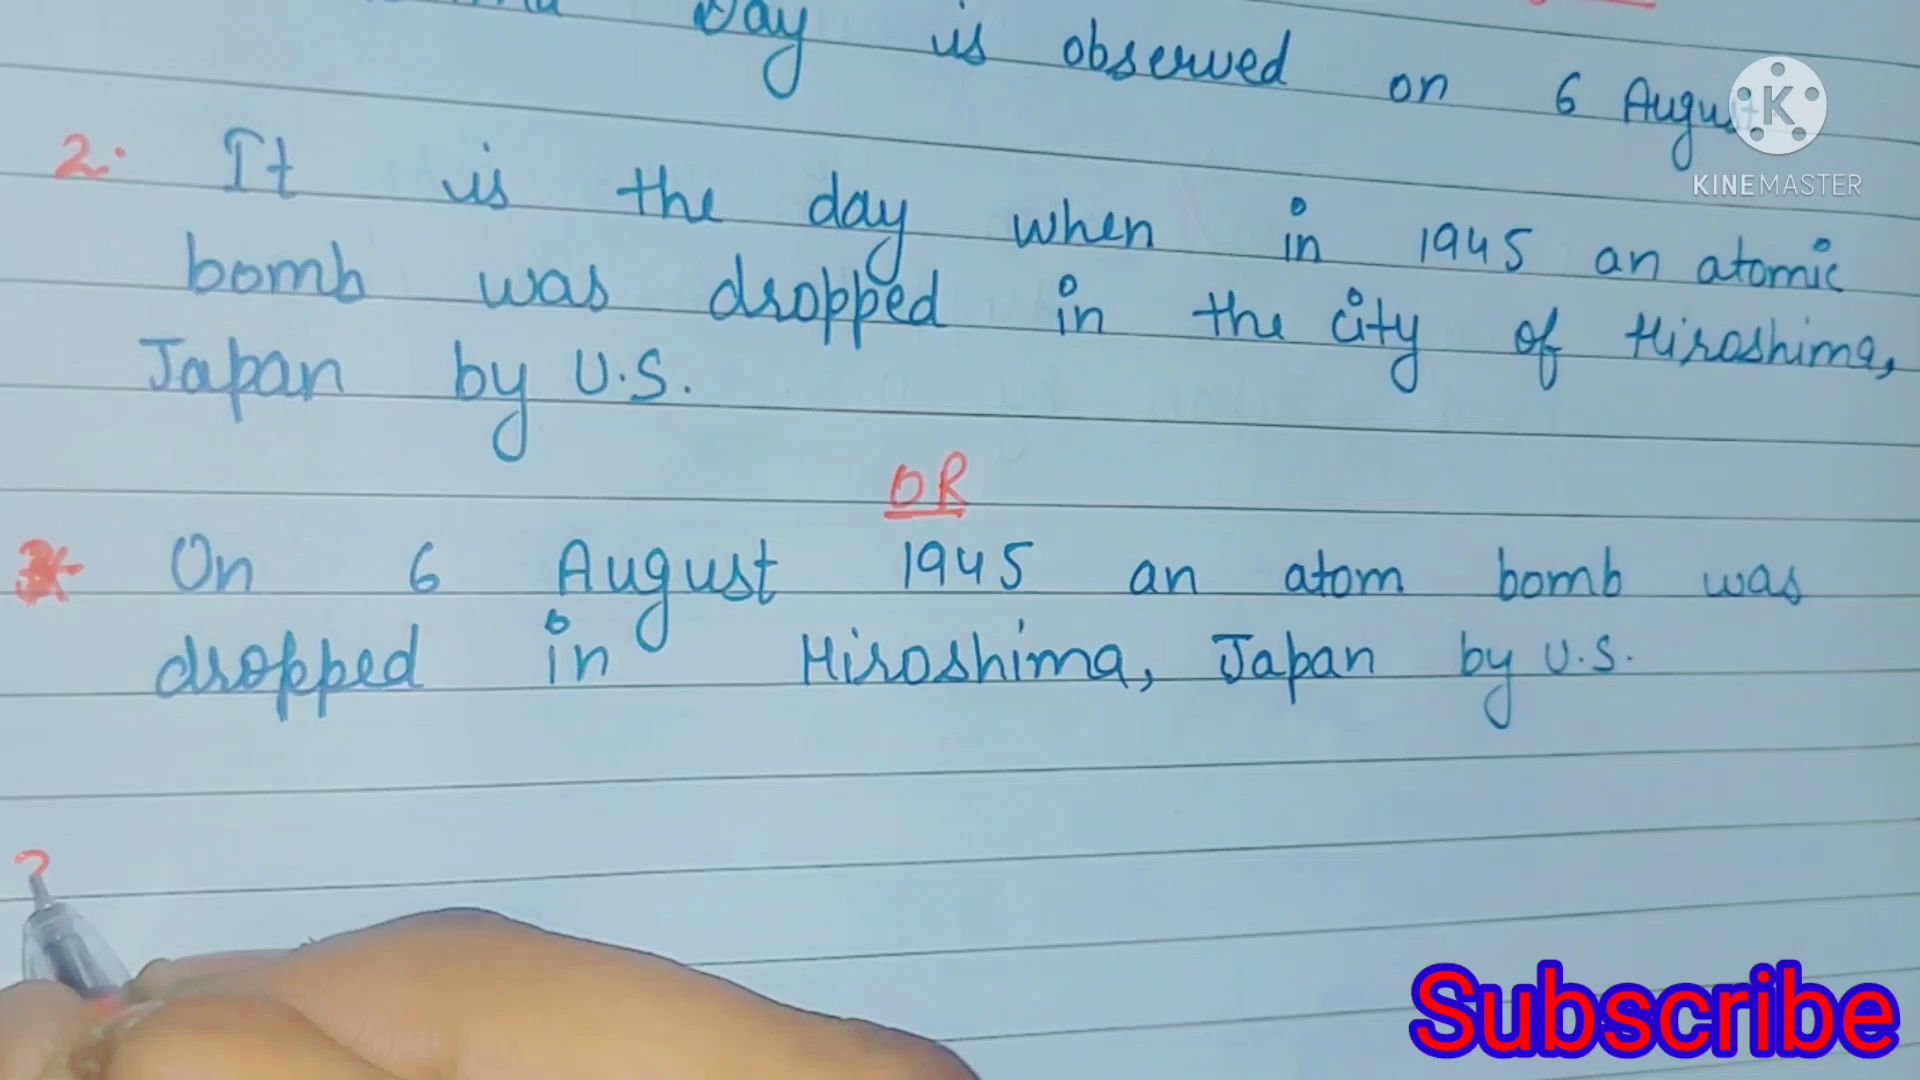 Day is observed on 6 August
KINEMASTER
2. It is the day when in 1945 an atomic
bomb was dropped in the city of Hiroshima,
Japan by U.S.
OR
On 6 August 1945 an atom bomb was
dropped in Hiroshima, Japan by U.S.
Subscribe